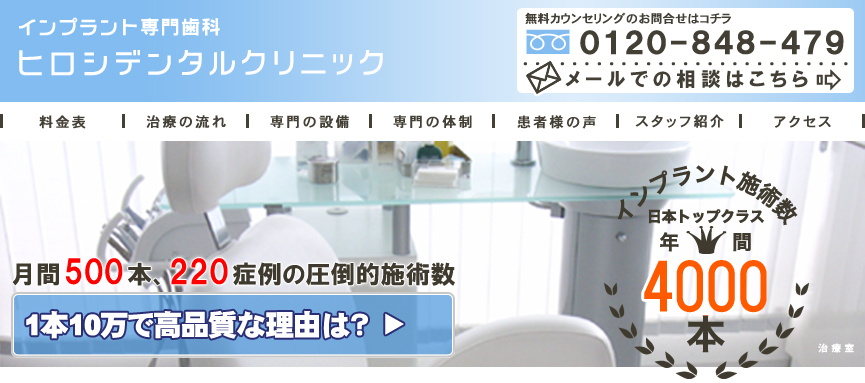 インプラント専門歯科
ヒロシデンタルクリニック
無料カウンセリングのお問合せはコチラ
0120-848-479
メールでの相談はこちら
料金表 治療の流れ 専門の設備 専門の体制 患者様の声 スタッフ紹介 アクセス
インプラント施術数
日本トップクラス
年間
4000
本
月間500本、220症例の圧倒的施術数
1本10万で高品質な理由は？ ▶
治療室